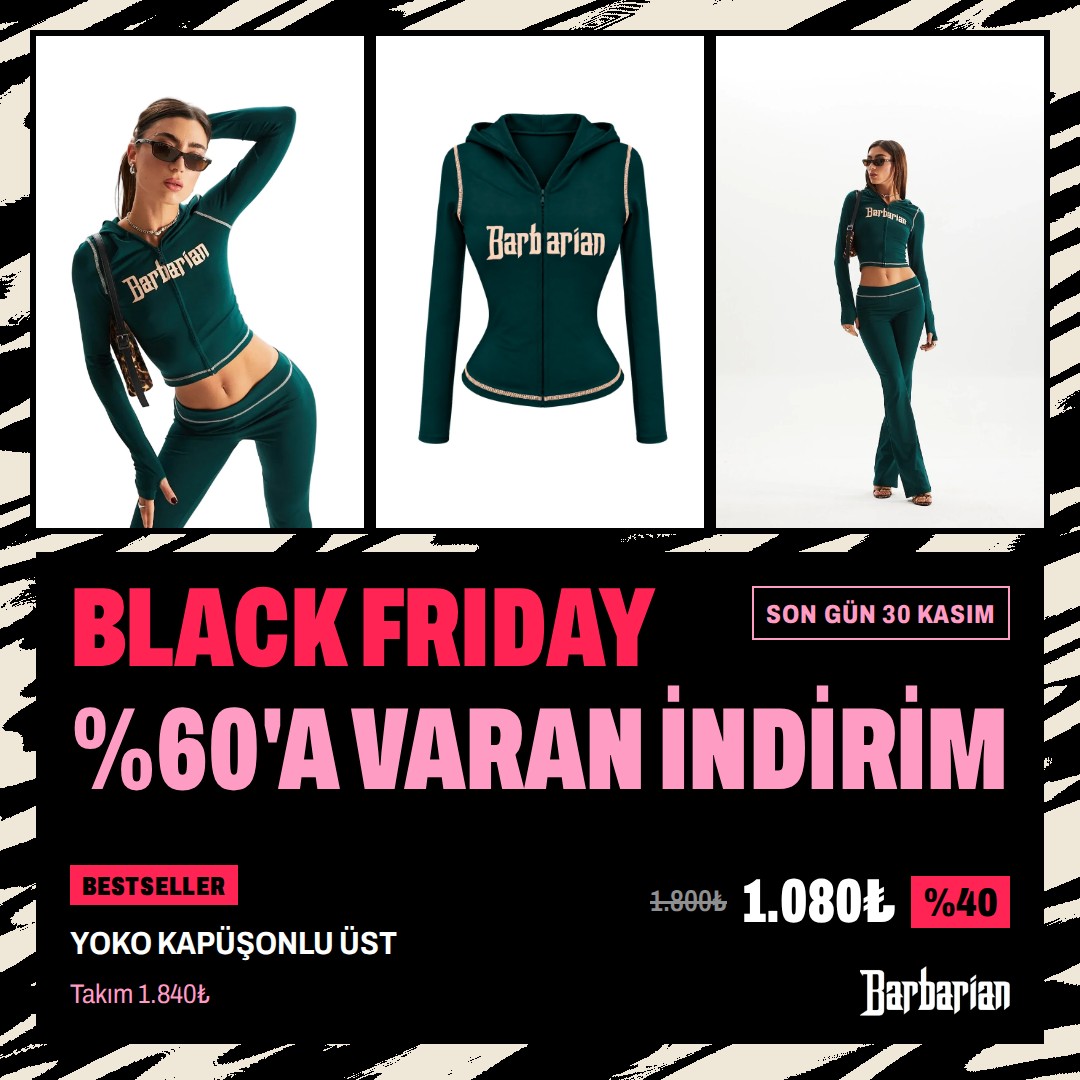 Barbarian
Barbarian
Barbarian
BLACK FRIDAY
SON GÜN 30 KASIM
%60'A VARAN İNDİRİM
BESTSELLER
1.800₺ 1.080₺ %40
YOKO KAPÜŞONLU ÜST
Takım 1.840₺
Barbarian